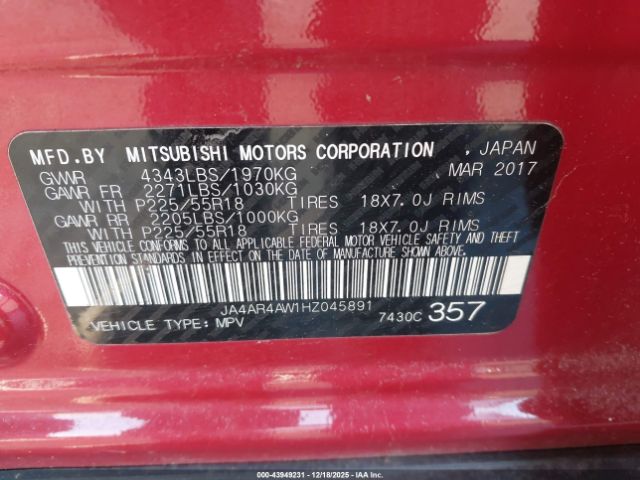 MFD.BY MITSUBISHI MOTORS CORPORATION , JAPAN
GVWR 4343LBS/1970KG MAR 2017
GAWR FR 2271LBS/1030KG
WITH P225/55R18 TIRES 18X7.0J RIMS
GAWR RR 2205LBS/1000KG
WITH P225/55R18 TIRES 18X7.0J RIMS
THIS VEHICLE CONFORMS TO ALL APPLICABLE FEDERAL MOTOR VEHICLE SAFETY AND THEFT
PREVENTION STANDARDS IN EFFECT ON THE DATE OF MANUFACTURE SHOWN ABOVE.
JA4AR4AW1HZ045891
VEHICLE TYPE: MPV 7430C 357
000-43949231 - 12/18/2025 - IAAI - COPYRIGHT IAA, LLC.